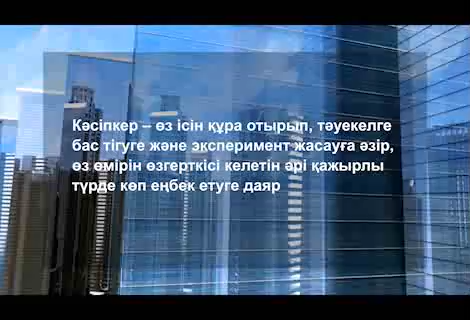 Кәсіпкер – өз ісін құра отырып, тәуекелге
бас тігуге және эксперимент жасауға әзір,
өз өмірін өзгерткісі келетін әрі қажырлы
түрде көп еңбек етуге даяр